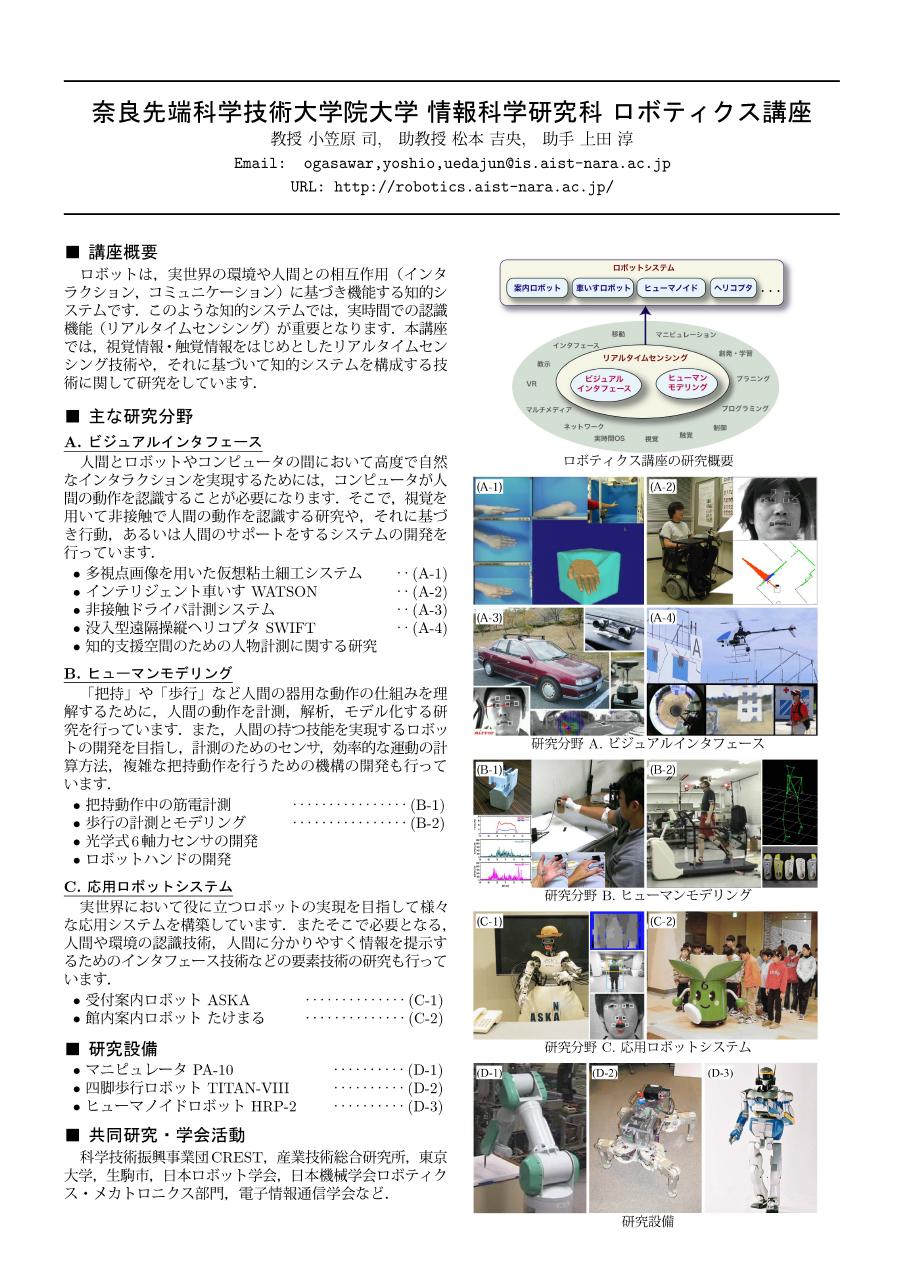 奈良先端科学技術大学院大学 情報科学研究科 ロボティクス講座
教授 小笠原 司, 助教授 松本 吉央, 助手 上田 淳
Email: ogasawar,yoshio,uedajun@is.aist-nara.ac.jp
URL: http://robotics.aist-nara.ac.jp/
■ 講座概要
ロボットは，実世界の環境や人間との相互作用（インタ
ラクション，コミュニケーション）に基づき機能する知的シ
ステムです．このような知的システムでは，実時間での認識
機能（リアルタイムセンシング）が重要となります．本講座
では，視覚情報・触覚情報をはじめとしたリアルタイムセン
シング技術や，それに基づいて知的システムを構成する技
術に関して研究をしています．
■ 主な研究分野
A. ビジュアルインタフェース
人間とロボットやコンピュータの間において高度で自然
なインタラクションを実現するためには，コンピュータが人
間の動作を認識することが必要になります．そこで，視覚を
用いて非接触で人間の動作を認識する研究や，それに基づ
き行動，あるいは人間のサポートをするシステムの開発を
行っています．
● 多視点画像を用いた仮想粘土細工システム ‥ (A-1)
● インテリジェント車いす WATSON ‥ (A-2)
● 非接触ドライバ計測システム ‥ (A-3)
● 没入型遠隔操縦ヘリコプタ SWIFT ‥ (A-4)
● 知的支援空間のための人物計測に関する研究
B. ヒューマンモデリング
「把持」や「歩行」など人間の器用な動作の仕組みを理
解するために，人間の動作を計測，解析，モデル化する研
究を行っています．また，人間の持つ技能を実現するロボッ
トの開発を目指し，計測のためのセンサ，効率的な運動の計
算方法，複雑な把持動作を行うための機構の開発も行って
います．
● 把持動作中の筋電計測 ················ (B-1)
● 歩行の計測とモデリング ················ (B-2)
● 光学式6軸力センサの開発
● ロボットハンドの開発
C. 応用ロボットシステム
実世界において役に立つロボットの実現を目指して様々
な応用システムを構築しています．またそこで必要となる，
人間や環境の認識技術，人間に分かりやすく情報を提示す
るためのインタフェース技術などの要素技術の研究も行って
います．
● 受付案内ロボット ASKA ·············· (C-1)
● 館内案内ロボット たけまる ·············· (C-2)
■ 研究設備
● マニピュレータ PA-10 ·········· (D-1)
● 四脚歩行ロボット TITAN-VIII ·········· (D-2)
● ヒューマノイドロボット HRP-2 ·········· (D-3)
■ 共同研究・学会活動
科学技術振興事業団CREST，産業技術総合研究所，東京
大学，生駒市，日本ロボット学会，日本機械学会ロボティク
ス・メカトロニクス部門，電子情報通信学会など．
ロボットシステム
案内ロボット 車いすロボット ヒューマノイド ヘリコプタ ...
移動 マニピュレーション
インタフェース 創発・学習
リアルタイムセンシング
教示
ビジュアル
インタフェース
ヒューマン
モデリング
VR プラニング
マルチメディア プログラミング
ネットワーク 制御
実時間OS 視覚 触覚
ロボティクス講座の研究概要
(A-1) (A-2)
(A-3) (A-4)
A
mirror
研究分野 A. ビジュアルインタフェース
(B-1) (B-2)
研究分野 B. ヒューマンモデリング
(C-1) (C-2)
N
ASKA
研究分野 C. 応用ロボットシステム
(D-1) (D-2) (D-3)
研究設備